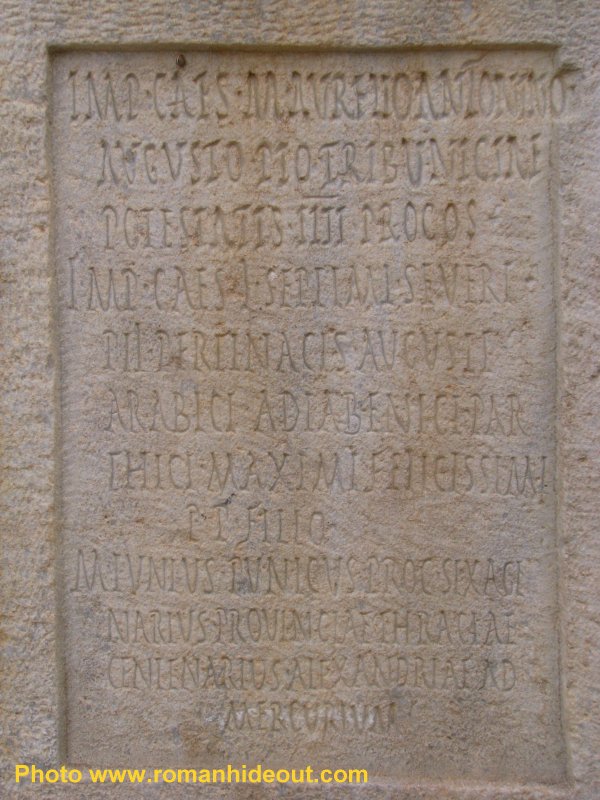 IMP·CAES·M·AVRELIO ANTONINO·
AVGVSTO PIO TRIBVNICIAE
POTESTATIS IIII PROCOS
IMP·CAES·L·SEPTIMI·SEVERI·
PII·PERTINACIS AVGVSTI
ARABICI ADIABENICI·PAR
THICI·MAXIMI·FELICISSIMI
P P FILIO
M·IVNIVS·PVNICVS·PROC·SEXAGE
NARIVS·PROVINCIAE THRACIAE
CENTENARIVS·ALEXANDRIAE·AD
MERCVRIVM
Photo www.romanhideout.com